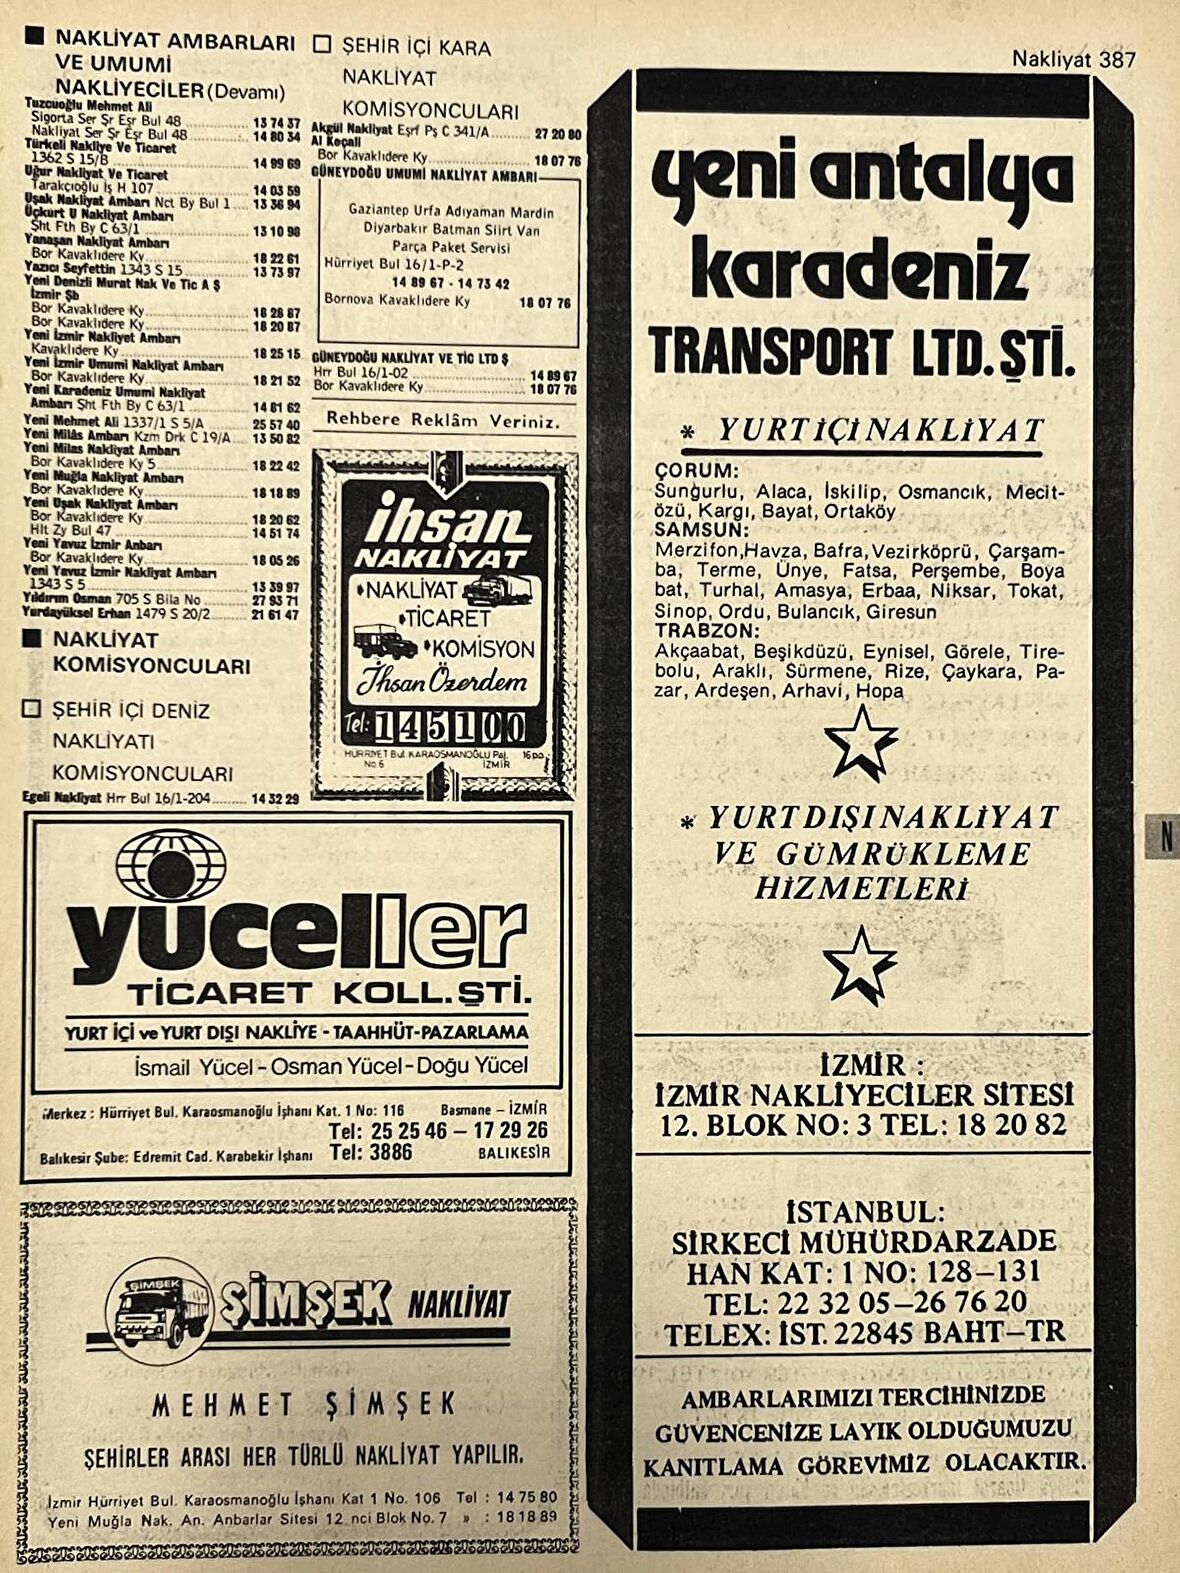 Nakliyat 387
■ NAKLİYAT AMBARLARI
VE UMUMİ
NAKLİYECİLER (Devamı)
Tuzcuoğlu Mehmet Ali
Sigorta Ser Şr Eşr Bul 48 ........ 13 74 37
Nakliyat Ser Şr Eşr Bul 48 ........ 14 80 34
Türkeli Nakliye Ve Ticaret
1362 S 15/B ........ 14 99 69
Uğur Nakliyat Ve Ticaret
Tarakçıoğlu İş H 107 ........ 14 03 59
Uşak Nakliyat Ambarı Nct By Bul 1 .... 13 36 94
Üçkurt U Nakliyat Ambarı
Şht Fth By C 63/1 ........ 13 10 98
Yanaşan Nakliyat Ambarı
Bor Kavaklıdere Ky ........ 18 22 61
Yazıcı Seyfettin 1343 S 15 ........ 13 73 97
Yeni Denizli Murat Nak Ve Tic A Ş
İzmir Şb
Bor Kavaklıdere Ky ........ 18 28 87
Bor Kavaklıdere Ky ........ 18 20 87
Yeni İzmir Nakliyet Ambarı
Kavaklıdere Ky ........ 18 25 15
Yeni İzmir Umumi Nakliyat Ambarı
Bor Kavaklıdere Ky ........ 18 21 52
Yeni Karadeniz Umumi Nakliyat
Ambarı Şht Fth By C 63/1 ........ 14 81 62
Yeni Mehmet Ali 1337/1 S 5/A ........ 25 57 40
Yeni Milâs Ambarı Kzm Drk C 19/A .... 13 50 82
Yeni Milas Nakliyat Ambarı
Bor Kavaklıdere Ky 5 ........ 18 22 42
Yeni Muğla Nakliyat Ambarı
Bor Kavaklıdere Ky ........ 18 18 89
Yeni Uşak Nakliyat Ambarı
Bor Kavaklıdere Ky ........ 18 20 62
Hlt Zy Bul 47 ........ 14 51 74
Yeni Yavuz İzmir Anbarı
Bor Kavaklıdere Ky ........ 18 05 26
Yeni Yavuz İzmir Nakliyat Ambarı
1343 S 5 ........ 13 39 97
Yıldırım Osman 705 S Bila No ........ 27 93 71
Yurdayüksel Erhan 1479 S 20/2 ........ 21 61 47
■ NAKLİYAT
KOMİSYONCULARI
□ ŞEHİR İÇİ DENİZ
NAKLİYATI
KOMİSYONCULARI
Egeli Nakliyat Hrr Bul 16/1-204 ........ 14 32 29
□ ŞEHİR İÇİ KARA
NAKLİYAT
KOMİSYONCULARI
Akgül Nakliyat Eşrf Pş C 341/A ........ 27 20 80
Al Koçali
Bor Kavaklıdere Ky ........ 18 07 76
GÜNEYDOĞU UMUMİ NAKLİYAT AMBARI
Gaziantep Urfa Adıyaman Mardin
Diyarbakır Batman Siirt Van
Parça Paket Servisi
Hürriyet Bul 16/1-P-2
14 89 67 - 14 73 42
Bornova Kavaklıdere Ky 18 07 76
GÜNEYDOĞU NAKLİYAT VE TİC LTD Ş
Hrr Bul 16/1-02 ........ 14 89 67
Bor Kavaklıdere Ky ........ 18 07 76
Rehbere Reklâm Veriniz.
ihsan
NAKLİYAT
♦NAKLİYAT
♦TİCARET
♦KOMİSYON
İhsan Özerdem
Tel: 145100
HÜRRİYET Bul KARAOSMANOĞLU Paj. 16
No 6 İZMİR
yüceller
TİCARET KOLL.ŞTİ.
YURT İÇİ ve YURT DIŞI NAKLİYE - TAAHHÜT-PAZARLAMA
İsmail Yücel - Osman Yücel - Doğu Yücel
Merkez : Hürriyet Bul. Karaosmanoğlu İşhanı Kat. 1 No: 116 Basmane – İZMİR
Tel: 25 25 46 – 17 29 26
Balıkesir Şube: Edremit Cad. Karabekir İşhanı Tel: 3886 BALIKESİR
ŞİMŞEK
ŞİMŞEK NAKLİYAT
MEHMET ŞİMŞEK
ŞEHİRLER ARASI HER TÜRLÜ NAKLİYAT YAPILIR.
İzmir Hürriyet Bul. Karaosmanoğlu İşhanı Kat 1 No. 106 Tel : 14 75 80
Yeni Muğla Nak. An. Anbarlar Sitesi 12 nci Blok No. 7 » : 18 18 89
yeni antalya
karadeniz
TRANSPORT LTD. ŞTİ.
* YURT İÇİ NAKLİYAT
ÇORUM:
Sungurlu, Alaca, İskilip, Osmancık, Mecit-
özü, Kargı, Bayat, Ortaköy
SAMSUN:
Merzifon,Havza, Bafra,Vezirköprü, Çarşam-
ba, Terme, Ünye, Fatsa, Perşembe, Boya
bat, Turhal, Amasya, Erbaa, Niksar, Tokat,
Sinop, Ordu, Bulancık, Giresun
TRABZON:
Akçaabat, Beşikdüzü, Eynisel, Görele, Tire-
bolu, Araklı, Sürmene, Rize, Çaykara, Pa-
zar, Ardeşen, Arhavi, Hopa
* YURT DIŞI NAKLİYAT
VE GÜMRÜKLEME
HİZMETLERİ
İZMİR :
İZMİR NAKLİYECİLER SİTESİ
12. BLOK NO: 3 TEL: 18 20 82
İSTANBUL:
SİRKECİ MÜHÜRDARZADE
HAN KAT: 1 NO: 128–131
TEL: 22 32 05–26 76 20
TELEX: İST. 22845 BAHT–TR
AMBARLARIMIZI TERCİHİNİZDE
GÜVENCENİZE LAYIK OLDUĞUMUZU
KANITLAMA GÖREVİMİZ OLACAKTIR.
N